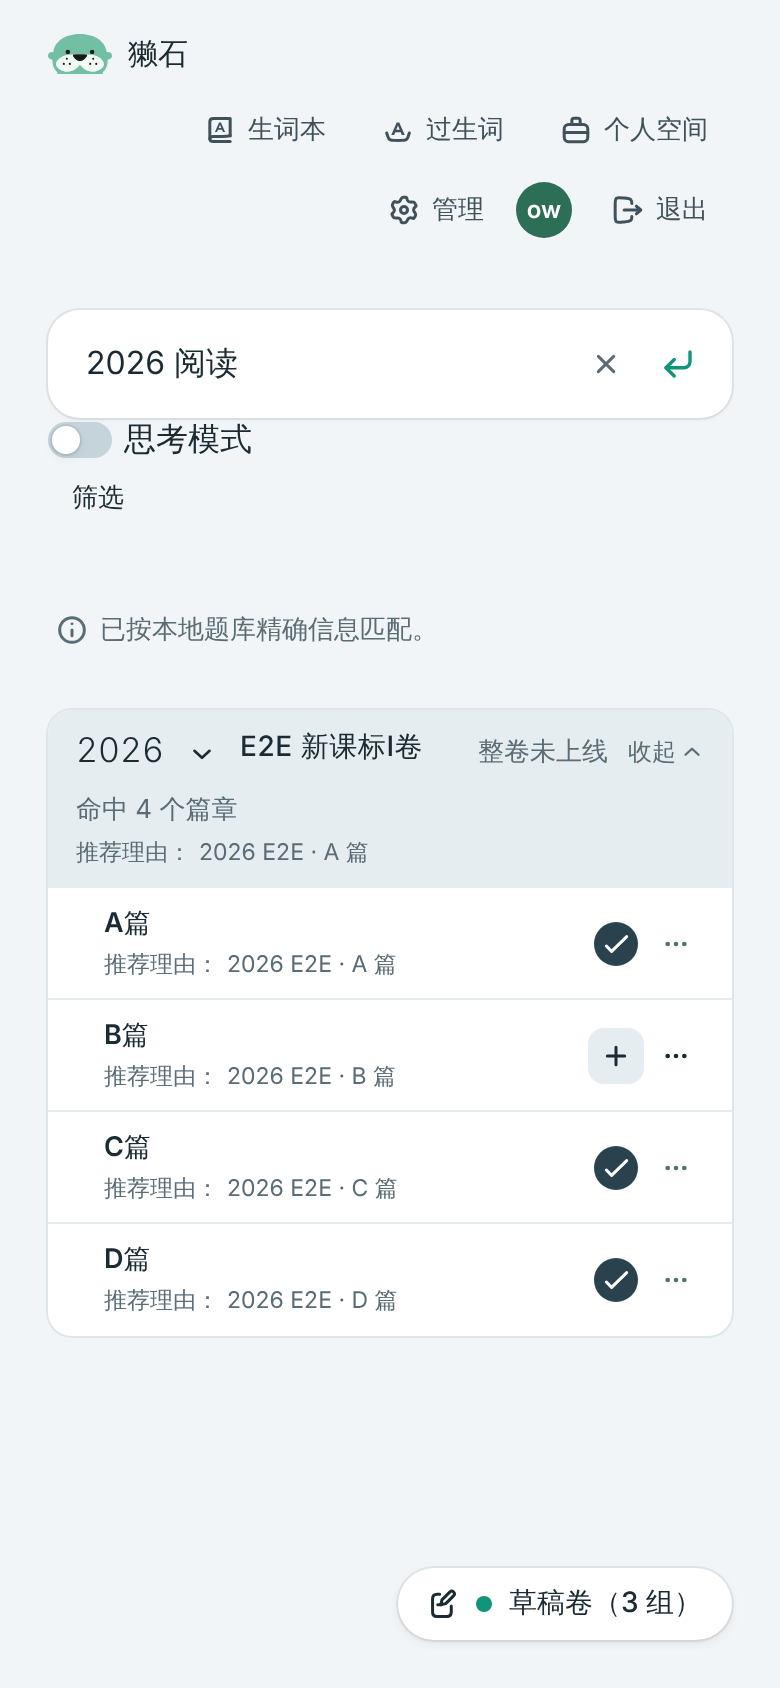 獭石
生词本 过生词 个人空间
管理 ow 退出
2026 阅读
思考模式
筛选
已按本地题库精确信息匹配。
2026 E2E 新课标I卷 整卷未上线 收起
命中 4 个篇章
推荐理由： 2026 E2E · A 篇
A篇
推荐理由： 2026 E2E · A 篇
B篇
推荐理由： 2026 E2E · B 篇
C篇
推荐理由： 2026 E2E · C 篇
D篇
推荐理由： 2026 E2E · D 篇
草稿卷（3 组）